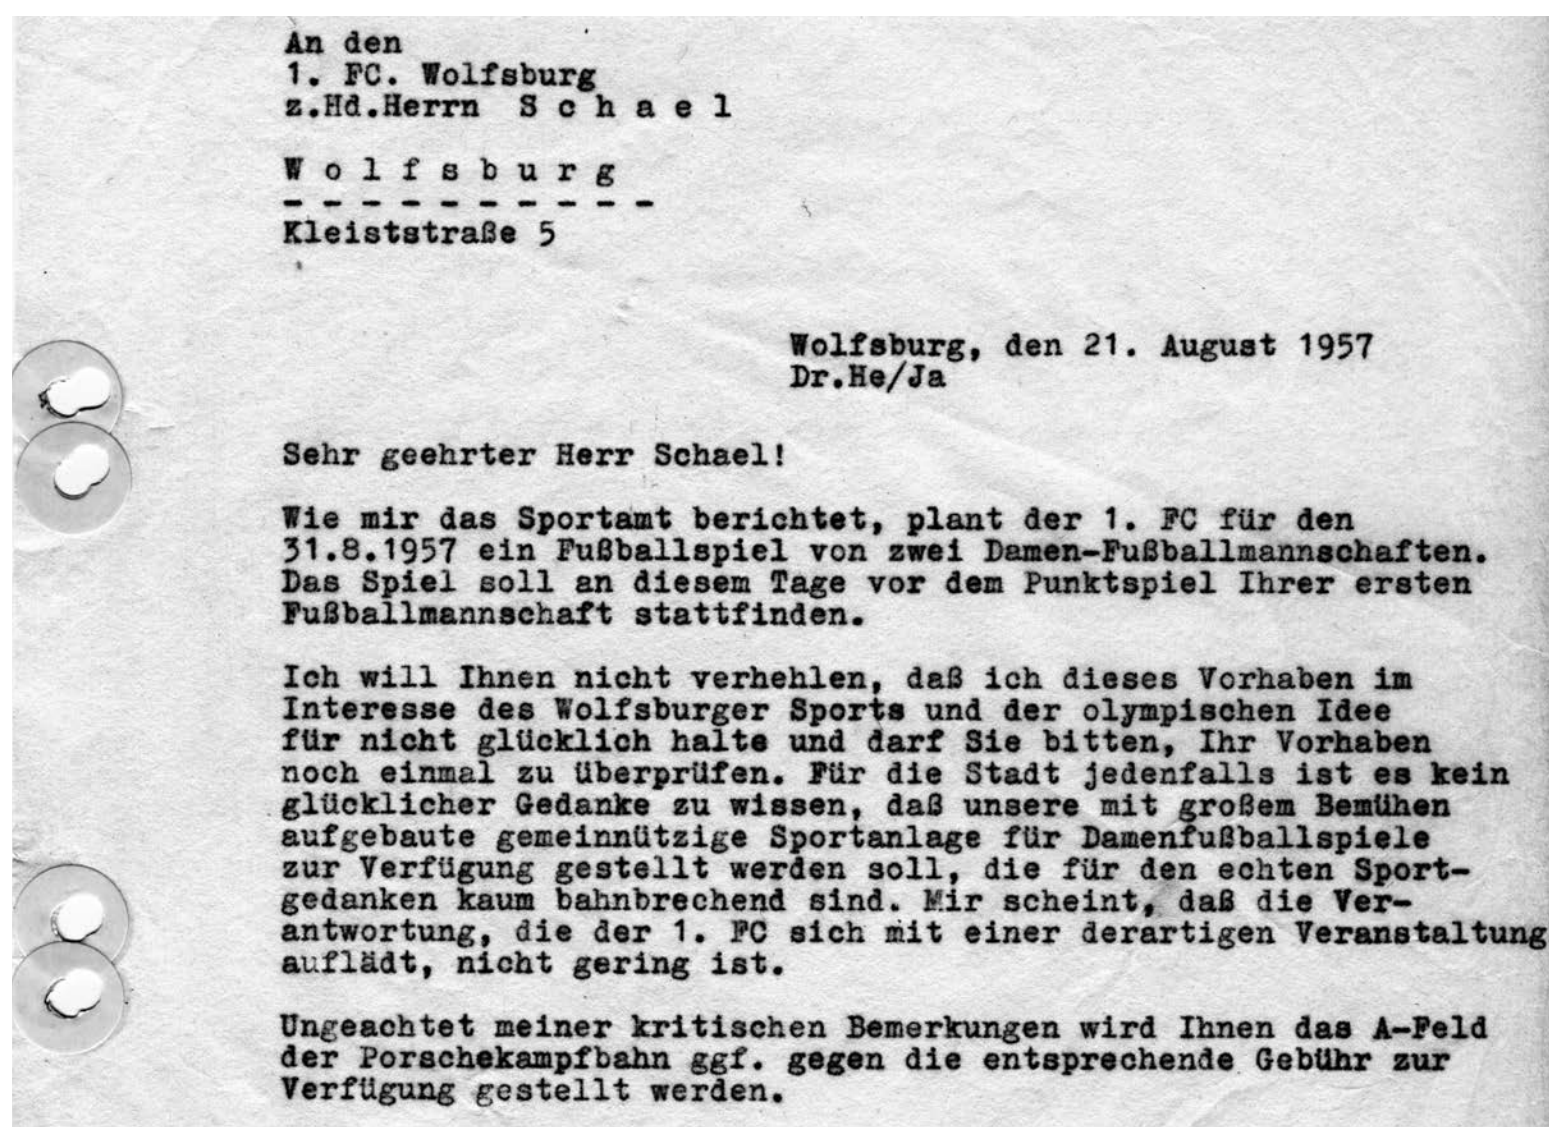 An den
1. FC. Wolfsburg
z.Hd.Herrn S c h a e l
W o l f s b u r g
- - - - - - - - - -
Kleiststraße 5
Wolfsburg, den 21. August 1957
Dr.He/Ja
Sehr geehrter Herr Schael!
Wie mir das Sportamt berichtet, plant der 1. FC für den
31.8.1957 ein Fußballspiel von zwei Damen-Fußballmannschaften.
Das Spiel soll an diesem Tage vor dem Punktspiel Ihrer ersten
Fußballmannschaft stattfinden.
Ich will Ihnen nicht verhehlen, daß ich dieses Vorhaben im
Interesse des Wolfsburger Sports und der olympischen Idee
für nicht glücklich halte und darf Sie bitten, Ihr Vorhaben
noch einmal zu überprüfen. Für die Stadt jedenfalls ist es kein
glücklicher Gedanke zu wissen, daß unsere mit großem Bemühen
aufgebaute gemeinnützige Sportanlage für Damenfußballspiele
zur Verfügung gestellt werden soll, die für den echten Sport-
gedanken kaum bahnbrechend sind. Mir scheint, daß die Ver-
antwortung, die der 1. FC sich mit einer derartigen Veranstaltung
auflädt, nicht gering ist.
Ungeachtet meiner kritischen Bemerkungen wird Ihnen das A-Feld
der Porschekampfbahn ggf. gegen die entsprechende Gebühr zur
Verfügung gestellt werden.